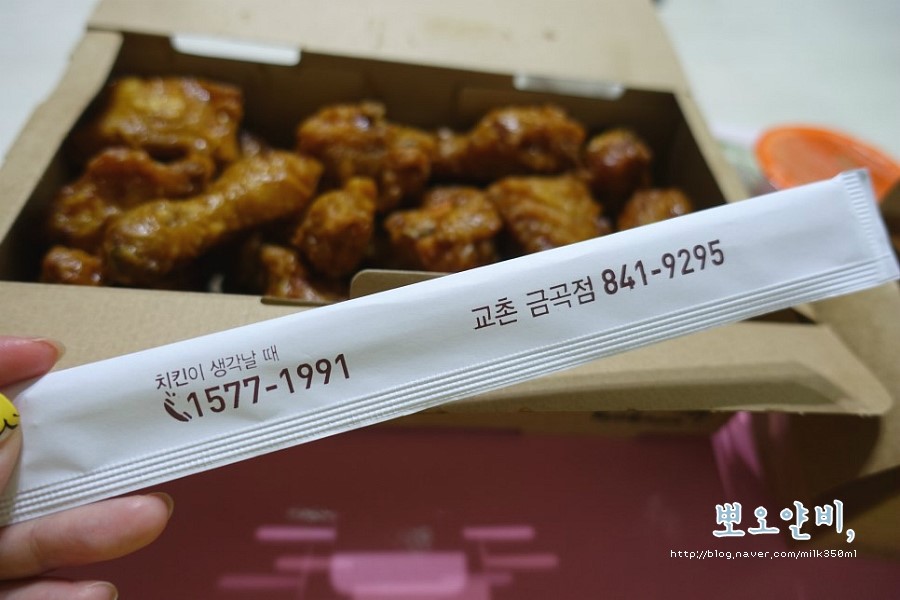 치킨이 생각날 때
1577-1991
교촌 금곡점 841-9295
뽀오얀비,
http://blog.naver.com/milk350ml